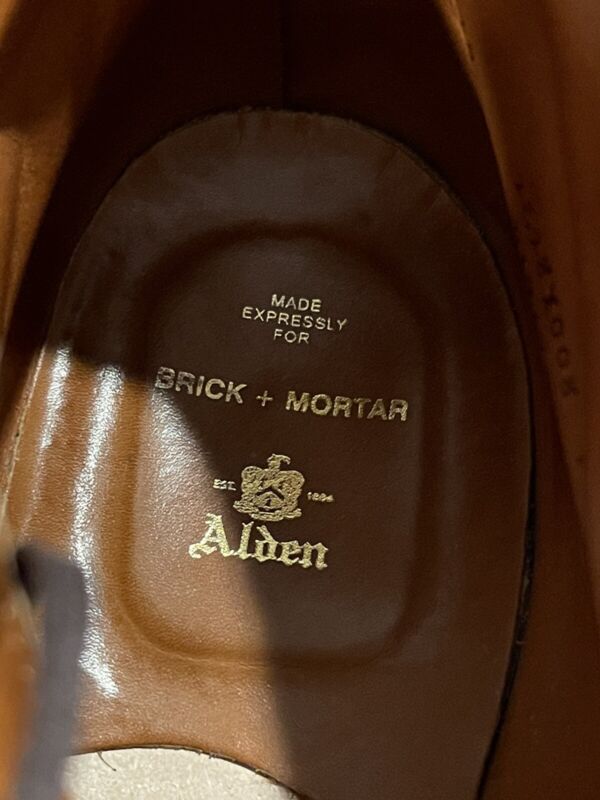 MADE
EXPRESSLY
FOR
BRICK + MORTAR
EST. 1884
Alden